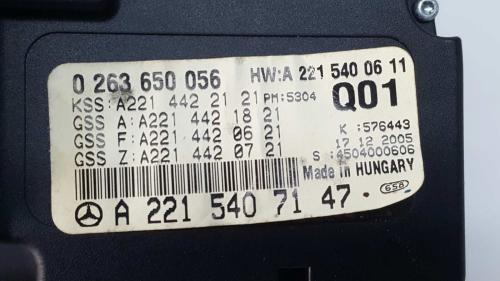 0 263 650 056 HW:A 221 540 06 11
KSS:A221 442 21 21 PM:5304 Q01
GSS A:A221 442 18 21
GSS F:A221 442 06 21 K :576443
GSS Z:A221 442 07 21 17 12 2005
S :4504000606
Made in HUNGARY
A 221 540 71 47 658